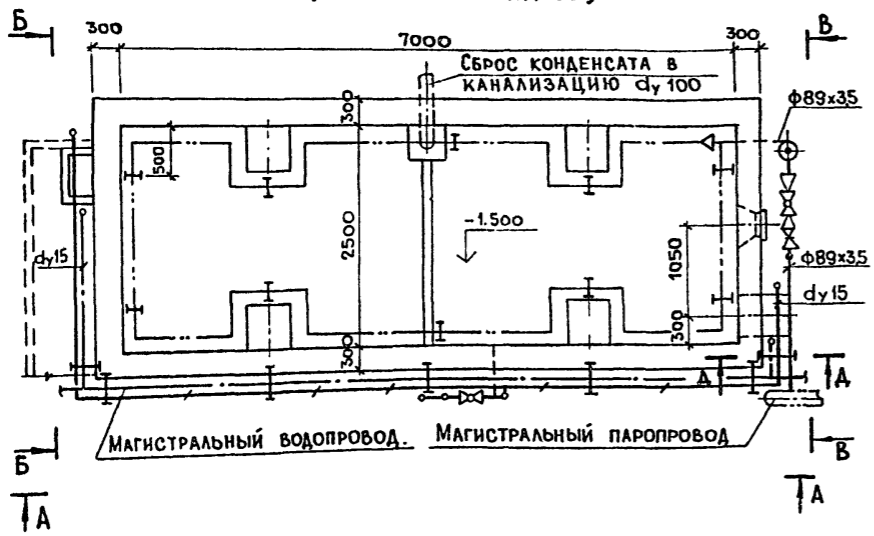 Б
В
300
7000
300
Сброс конденсата в
канализацию dу 100
ф89х3,5
300
500
-1.500
2500
1050
dу15
ф89х3,5
dу15
300
300
Д
Д
Магистральный водопровод.
Магистральный паропровод
Б
В
А
А